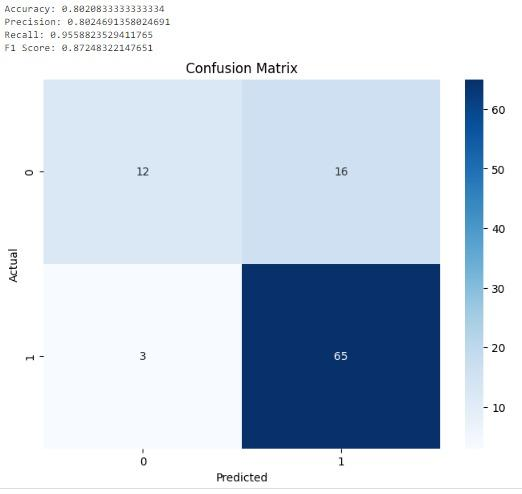 Accuracy: 0.8020833333333334
Precision: 0.8024691358024691
Recall: 0.9558823529411765
F1 Score: 0.87248322147651
Confusion Matrix
60
50
40
30
20
10
0
12
16
Actual
1
3
65
0
1
Predicted